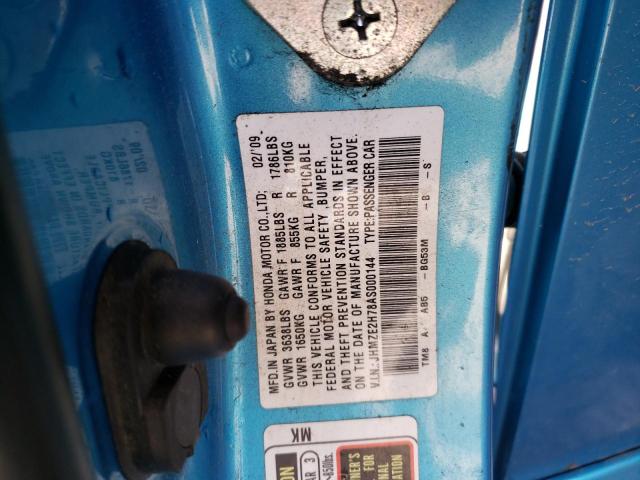 MFD.IN JAPAN BY HONDA MOTOR CO.,LTD; 02/'09
GVWR 3638LBS GAWR F 1885LBS R 1786LBS
GVWR 1650KG GAWR F 855KG R 810KG
THIS VEHICLE CONFORMS TO ALL APPLICABLE
FEDERAL MOTOR VEHICLE SAFETY, BUMPER,
AND THEFT PREVENTION STANDARDS IN EFFECT
ON THE DATE OF MANUFACTURE SHOWN ABOVE.
V.I.N.: JHMZE2H78AS000144 TYPE:PASSENGER CAR
TM8 A AB5 - BG53M - B - S
MK